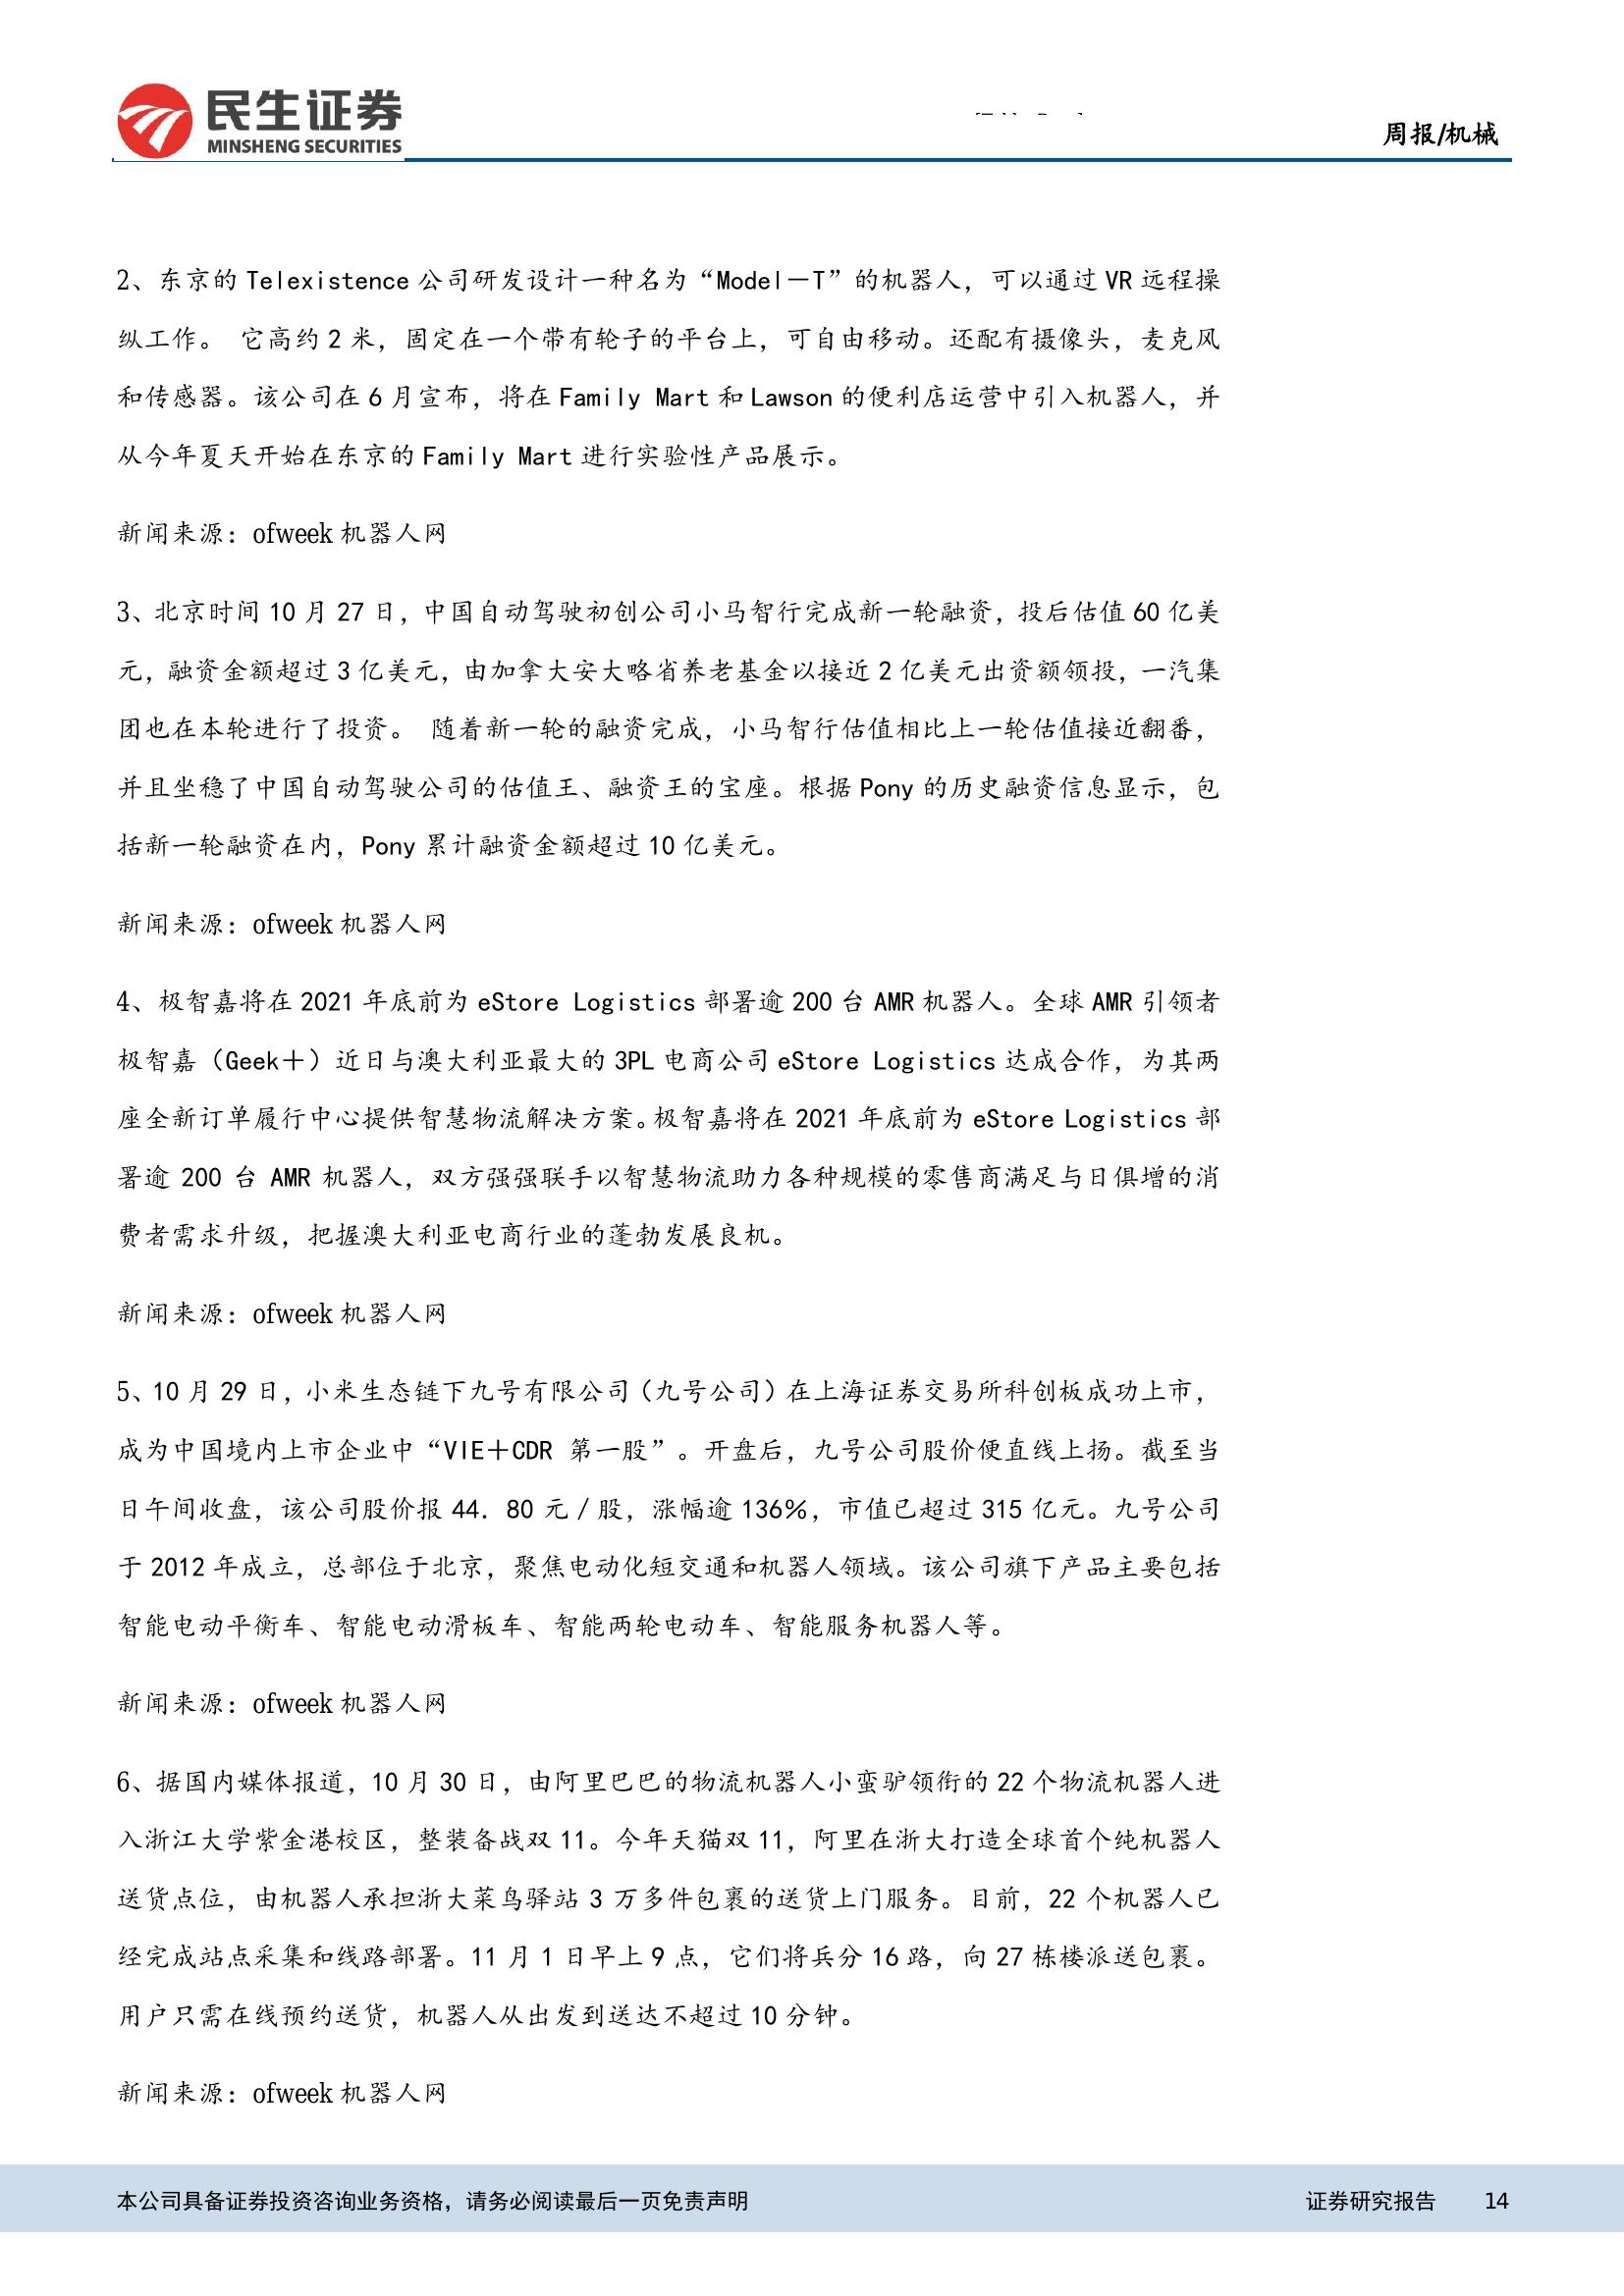 民生证券
MINSHENG SECURITIES
周报/机械
2、东京的 Telexistence 公司研发设计一种名为“Model－T”的机器人，可以通过 VR 远程操
纵工作。 它高约 2 米，固定在一个带有轮子的平台上，可自由移动。还配有摄像头，麦克风
和传感器。该公司在 6 月宣布，将在 Family Mart 和 Lawson 的便利店运营中引入机器人，并
从今年夏天开始在东京的 Family Mart 进行实验性产品展示。
新闻来源：ofweek 机器人网
3、北京时间 10 月 27 日，中国自动驾驶初创公司小马智行完成新一轮融资，投后估值 60 亿美
元，融资金额超过 3 亿美元，由加拿大安大略省养老基金以接近 2 亿美元出资额领投，一汽集
团也在本轮进行了投资。 随着新一轮的融资完成，小马智行估值相比上一轮估值接近翻番，
并且坐稳了中国自动驾驶公司的估值王、融资王的宝座。根据 Pony 的历史融资信息显示，包
括新一轮融资在内，Pony 累计融资金额超过 10 亿美元。
新闻来源：ofweek 机器人网
4、极智嘉将在 2021 年底前为 eStore Logistics 部署逾 200 台 AMR 机器人。全球 AMR 引领者
极智嘉（Geek＋）近日与澳大利亚最大的 3PL 电商公司 eStore Logistics 达成合作，为其两
座全新订单履行中心提供智慧物流解决方案。极智嘉将在 2021 年底前为 eStore Logistics 部
署逾 200 台 AMR 机器人，双方强强联手以智慧物流助力各种规模的零售商满足与日俱增的消
费者需求升级，把握澳大利亚电商行业的蓬勃发展良机。
新闻来源：ofweek 机器人网
5、10 月 29 日，小米生态链下九号有限公司（九号公司）在上海证券交易所科创板成功上市，
成为中国境内上市企业中“VIE＋CDR 第一股”。开盘后，九号公司股价便直线上扬。截至当
日午间收盘，该公司股价报 44．80 元／股，涨幅逾 136％，市值已超过 315 亿元。九号公司
于 2012 年成立，总部位于北京，聚焦电动化短交通和机器人领域。该公司旗下产品主要包括
智能电动平衡车、智能电动滑板车、智能两轮电动车、智能服务机器人等。
新闻来源：ofweek 机器人网
6、据国内媒体报道，10 月 30 日，由阿里巴巴的物流机器人小蛮驴领衔的 22 个物流机器人进
入浙江大学紫金港校区，整装备战双 11。今年天猫双 11，阿里在浙大打造全球首个纯机器人
送货点位，由机器人承担浙大菜鸟驿站 3 万多件包裹的送货上门服务。目前，22 个机器人已
经完成站点采集和线路部署。11 月 1 日早上 9 点，它们将兵分 16 路，向 27 栋楼派送包裹。
用户只需在线预约送货，机器人从出发到送达不超过 10 分钟。
新闻来源：ofweek 机器人网
本公司具备证券投资咨询业务资格，请务必阅读最后一页免责声明 证券研究报告 14